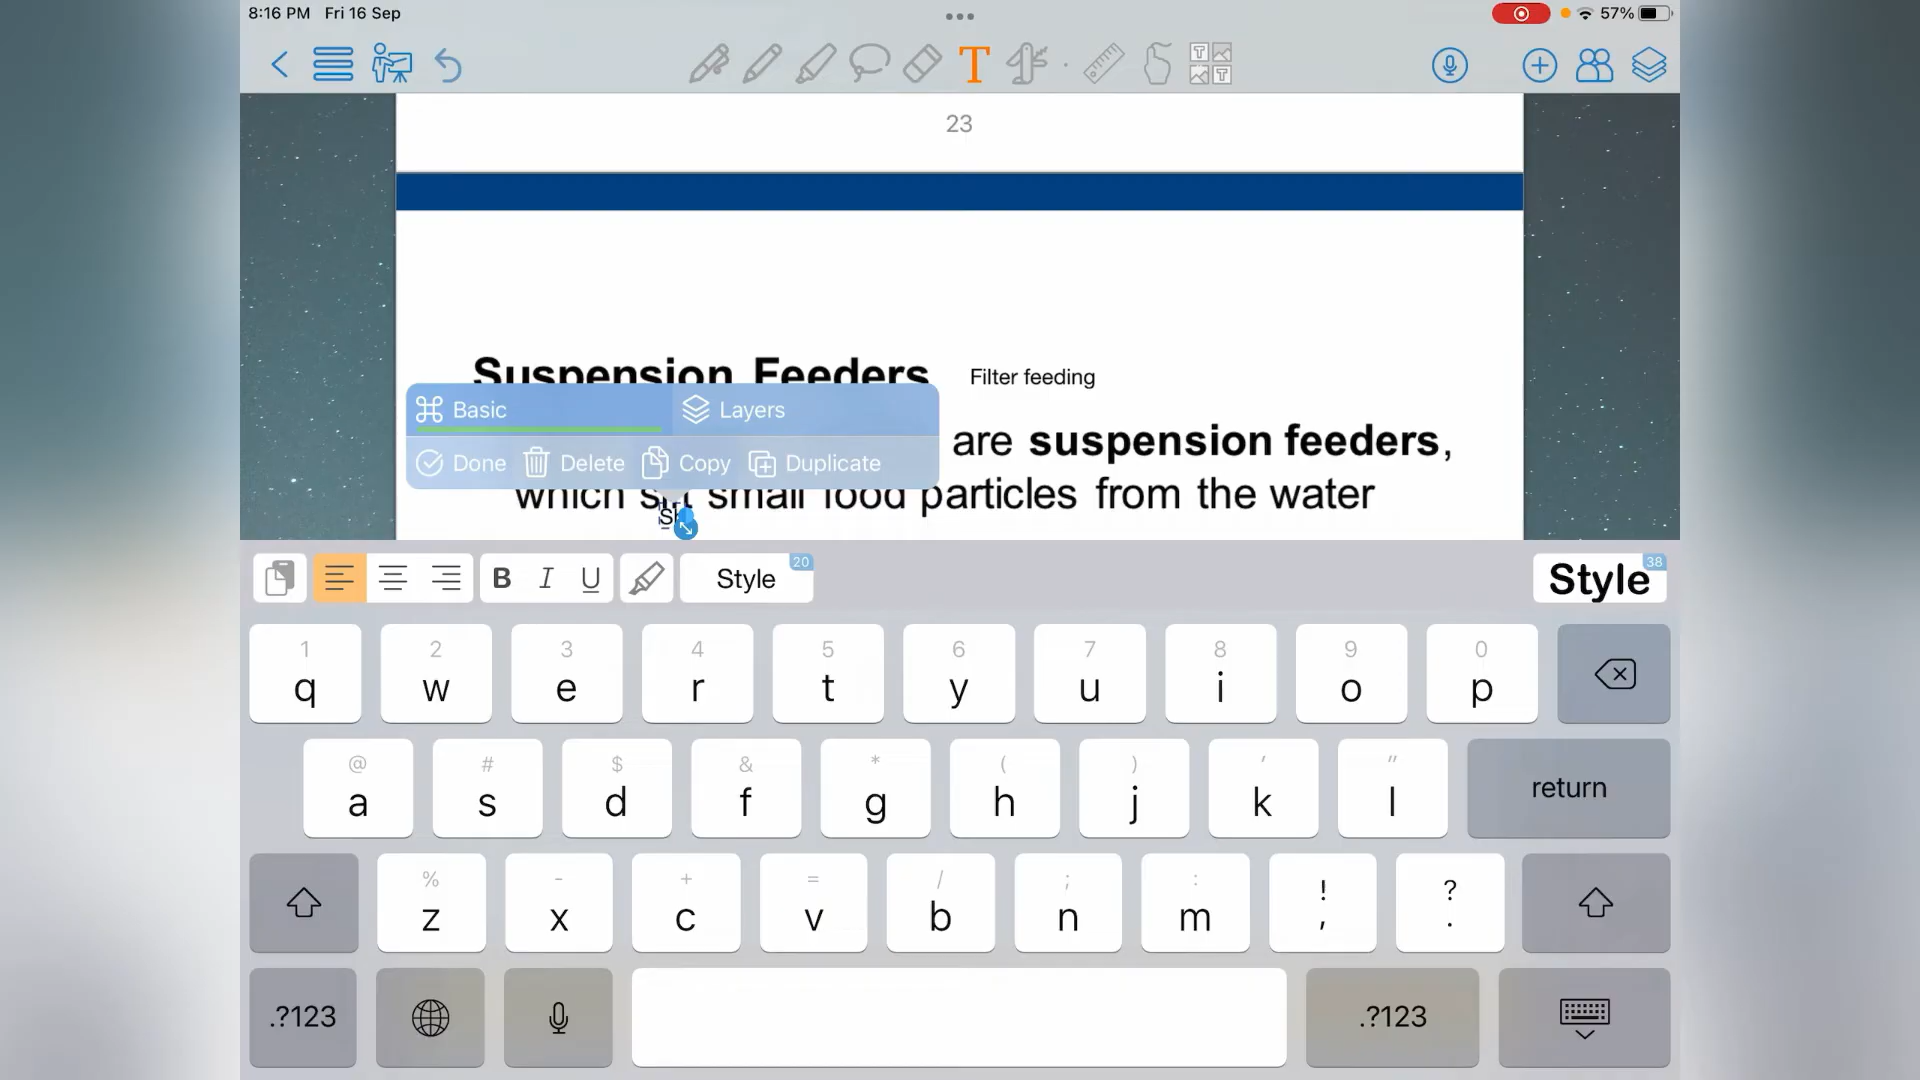 8:16 PM Fri 16 Sep
57%
T
23
Suspension Feeders Filter feeding
Basic Layers
are suspension feeders,
Done Delete Copy Duplicate
which sift small food particles from the water
B I U Style 20 Style 38
1 2 3 4 5 6 7 8 9 0
q w e r t y u i o p
@ # $ & * ( ) ' "
a s d f g h j k l return
% - + = / ; : ! ?
z x c v b n m , .
.?123 .?123